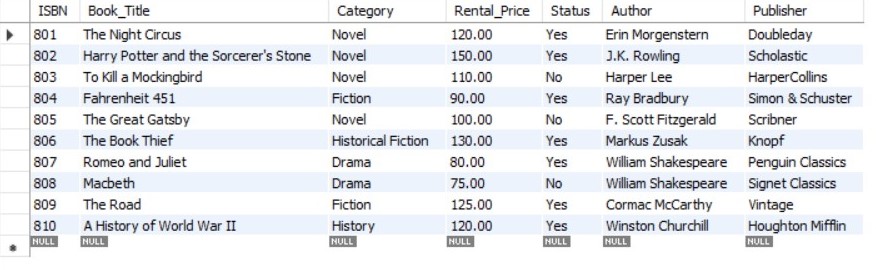 ISBN Book_Title Category Rental_Price Status Author Publisher
801 The Night Circus Novel 120.00 Yes Erin Morgenstern Doubleday
802 Harry Potter and the Sorcerer's Stone Novel 150.00 Yes J.K. Rowling Scholastic
803 To Kill a Mockingbird Novel 110.00 No Harper Lee HarperCollins
804 Fahrenheit 451 Fiction 90.00 Yes Ray Bradbury Simon & Schuster
805 The Great Gatsby Novel 100.00 No F. Scott Fitzgerald Scribner
806 The Book Thief Historical Fiction 130.00 Yes Markus Zusak Knopf
807 Romeo and Juliet Drama 80.00 Yes William Shakespeare Penguin Classics
808 Macbeth Drama 75.00 No William Shakespeare Signet Classics
809 The Road Fiction 125.00 Yes Cormac McCarthy Vintage
810 A History of World War II History 120.00 Yes Winston Churchill Houghton Mifflin
NULL NULL NULL NULL NULL NULL NULL